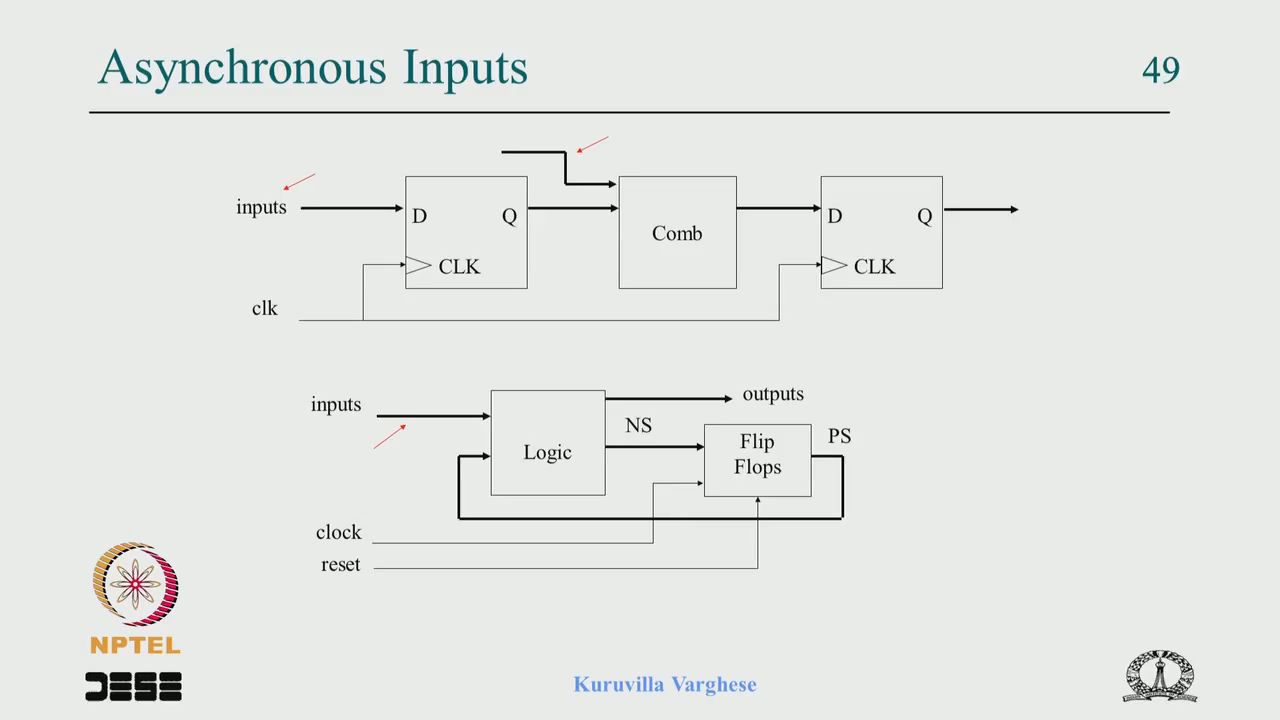 Asynchronous Inputs
49
inputs
D
Q
CLK
Comb
D
Q
CLK
clk
inputs
Logic
outputs
NS
Flip
Flops
PS
clock
reset
NPTEL
DESE
Kuruvilla Varghese